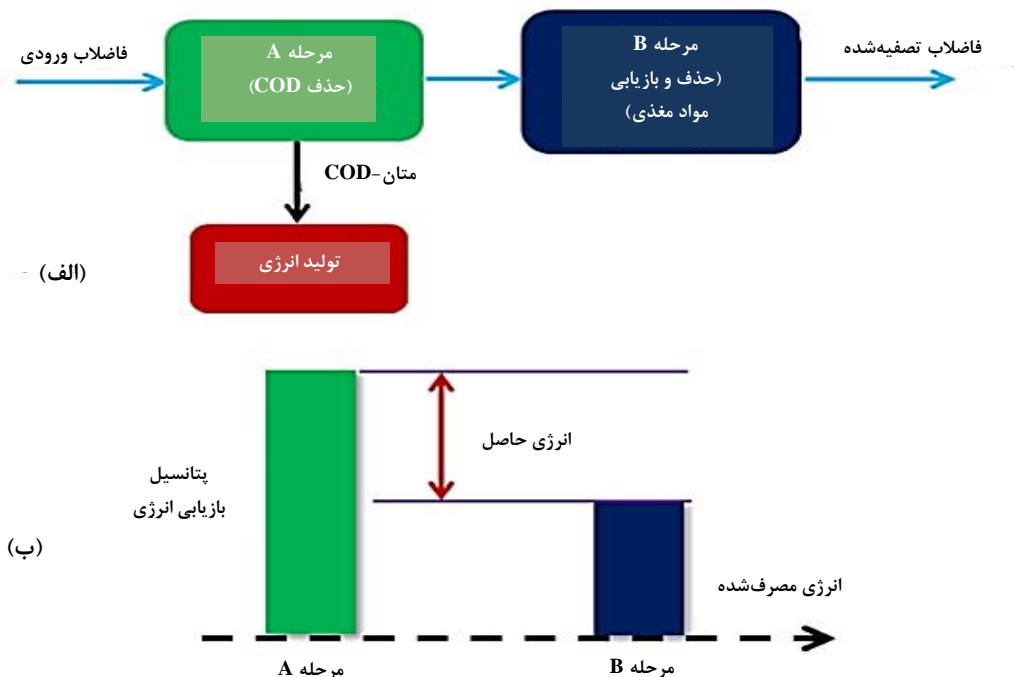 فاضلاب ورودی
مرحله A
(حذف COD)
مرحله B
(حذف و بازیابی
مواد مغذی)
فاضلاب تصفیه‌شده
متان-COD
تولید انرژی
(الف)
انرژی حاصل
پتانسیل
بازیابی انرژی
(ب)
انرژی مصرف‌شده
مرحله A
مرحله B